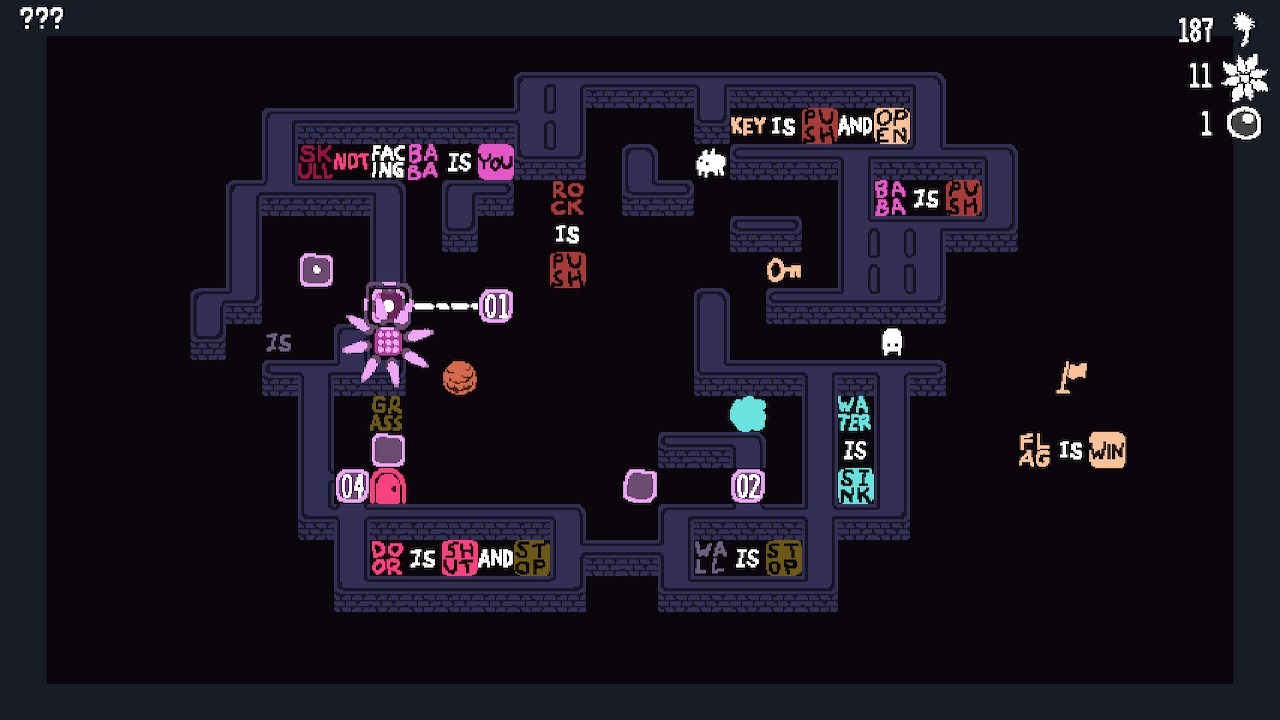 ???
187
11
1
KEY IS PUSH AND OPEN
SKULL NOT FACING BABA IS YOU
BABA IS PUSH
ROCK
IS
PUSH
01
IS
GRASS
WATER
IS
SINK
FLAG IS WIN
04
02
DOOR IS SHUT AND STOP
WALL IS STOP